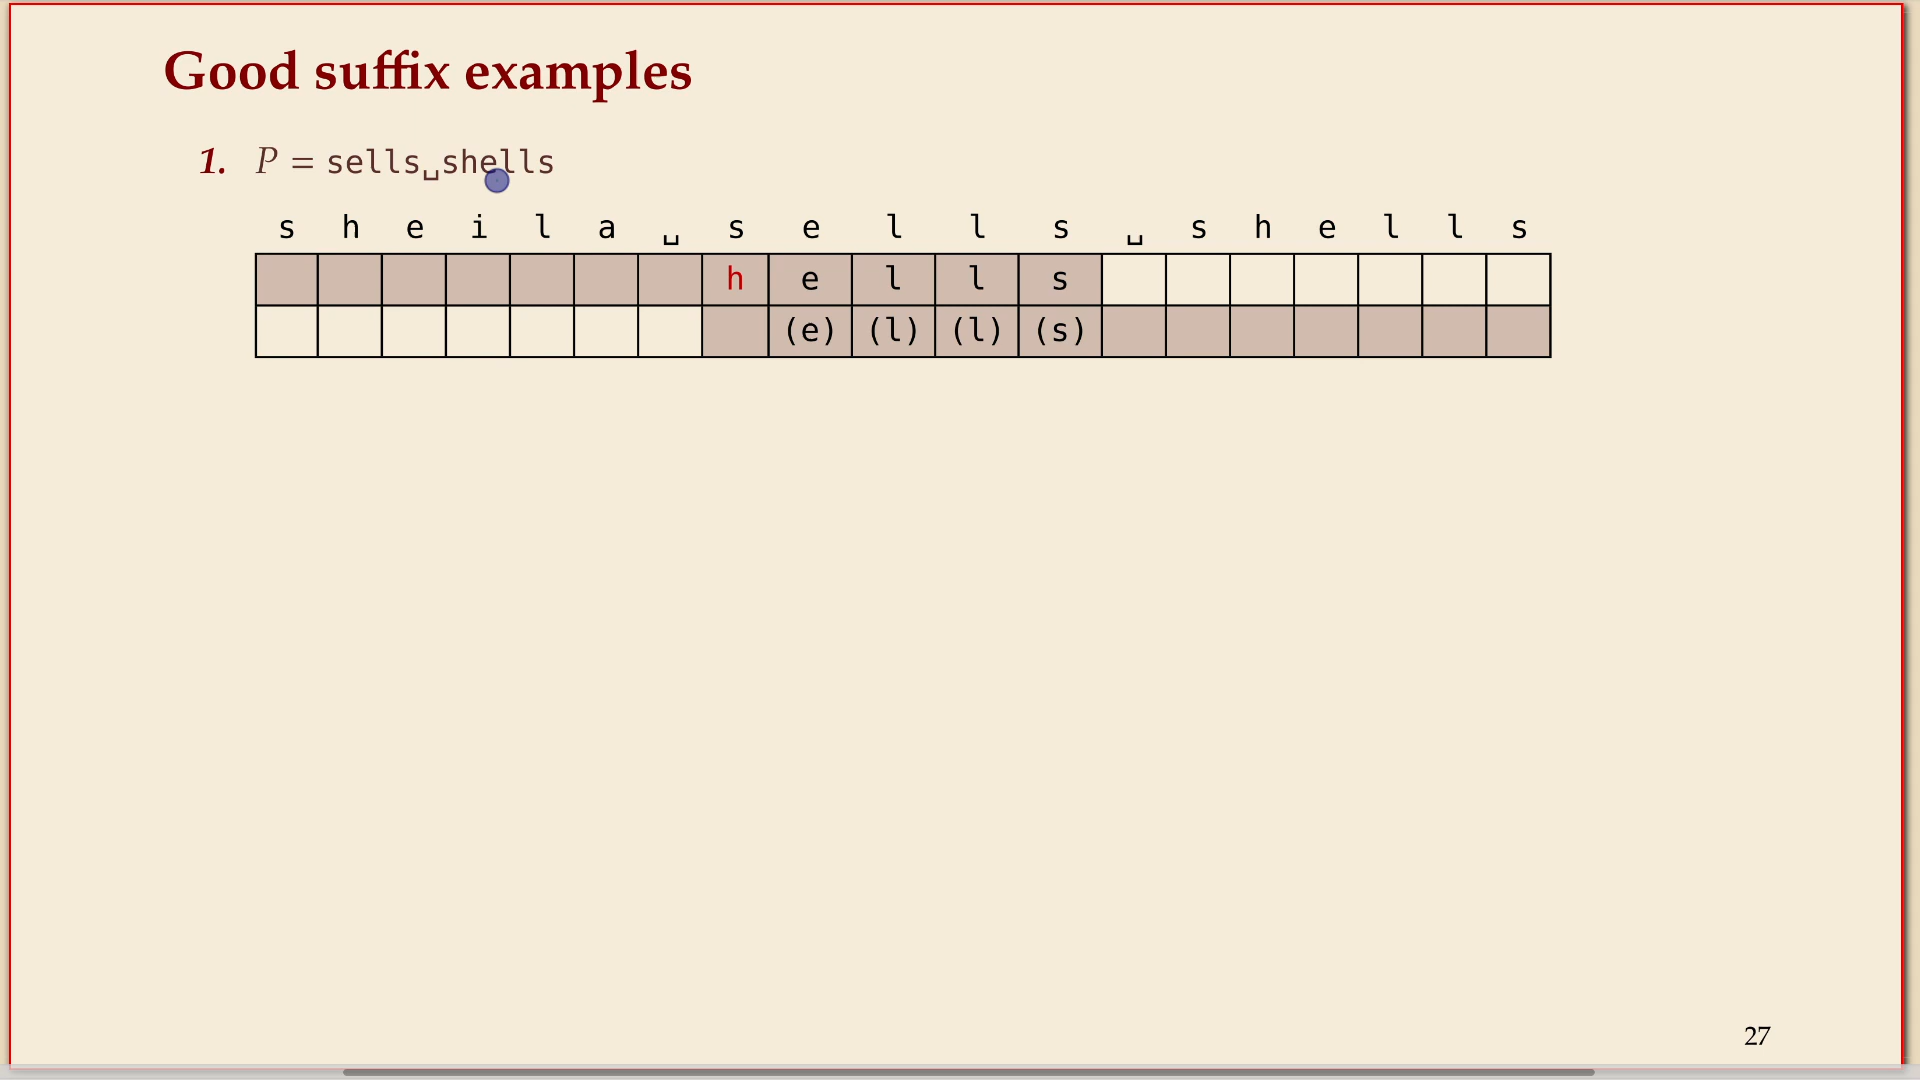 Good suffix examples
1. P = sells␣shells
s h e i l a ␣ s e l l s ␣ s h e l l s
h e l l s
(e) (l) (l) (s)
27